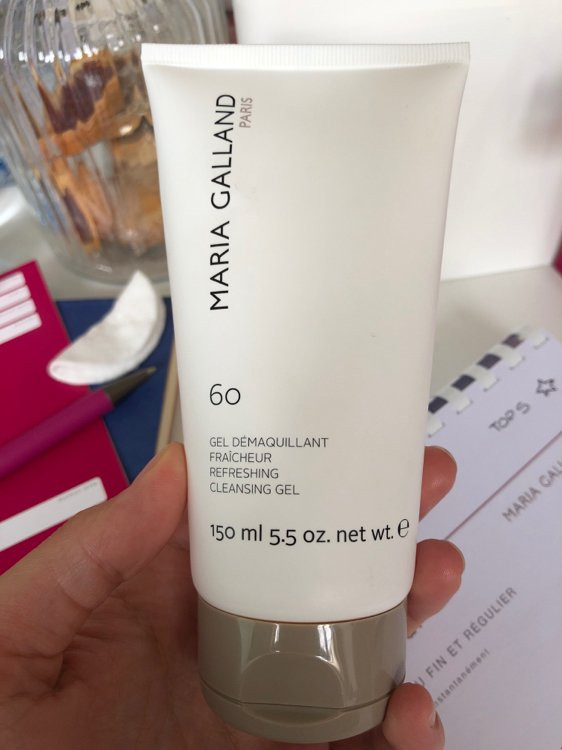 MARIA GALLAND
PARIS
60
GEL DÉMAQUILLANT
FRAÎCHEUR
REFRESHING
CLEANSING GEL
150 ml 5.5 oz. net wt. ℮
TOP 5
MARIA GALL
FIN ET RÉGULIER